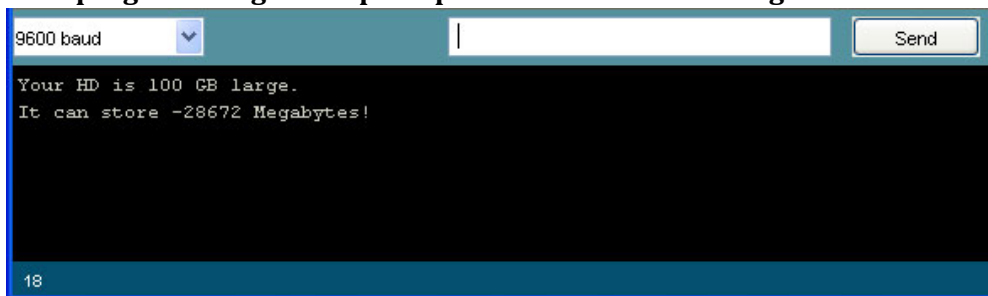 9600 baud
Send
Your HD is 100 GB large.
It can store -28672 Megabytes!
18